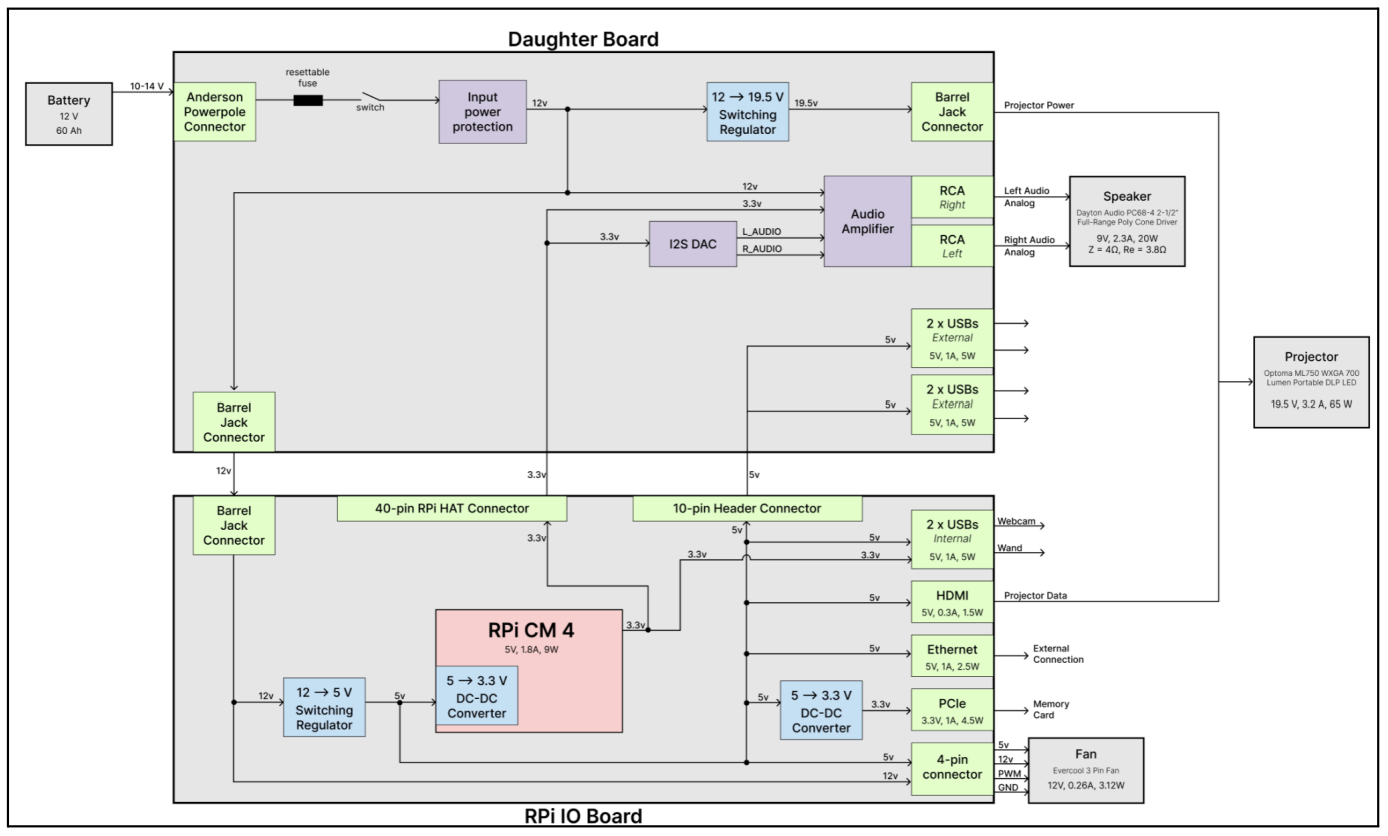 Daughter Board
Battery
12 V
60 Ah
10-14 V
Anderson
Powerpole
Connector
resettable
fuse
switch
Input
power
protection
12v
12 → 19.5 V
Switching
Regulator
19.5v
Barrel
Jack
Connector
Projector Power
12v
3.3v
3.3v
I2S DAC
L_AUDIO
R_AUDIO
Audio
Amplifier
RCA
Right
RCA
Left
Left Audio
Analog
Right Audio
Analog
Speaker
Dayton Audio PC68-4 2-1/2"
Full-Range Poly Cone Driver
9V, 2.3A, 20W
Z = 4Ω, Re = 3.8Ω
5v
2 x USBs
External
5V, 1A, 5W
5v
2 x USBs
External
5V, 1A, 5W
Projector
Optoma ML750 WXGA 700
Lumen Portable DLP LED
19.5 V, 3.2 A, 65 W
Barrel
Jack
Connector
12v
3.3v
5v
Barrel
Jack
Connector
40-pin RPi HAT Connector
10-pin Header Connector
3.3v
5v
5v
3.3v
3.3v
2 x USBs
Internal
5V, 1A, 5W
Webcam
Wand
5v
HDMI
5V, 0.3A, 1.5W
Projector Data
RPi CM 4
5V, 1.8A, 9W
3.3v
5v
Ethernet
5V, 1A, 2.5W
External
Connection
12v
12 → 5 V
Switching
Regulator
5v
5 → 3.3 V
DC-DC
Converter
5v
5 → 3.3 V
DC-DC
Converter
3.3v
PCIe
3.3V, 1A, 4.5W
Memory
Card
5v
12v
4-pin
connector
5v
12v
PWM
GND
Fan
Evercool 3 Pin Fan
12V, 0.26A, 3.12W
RPi IO Board